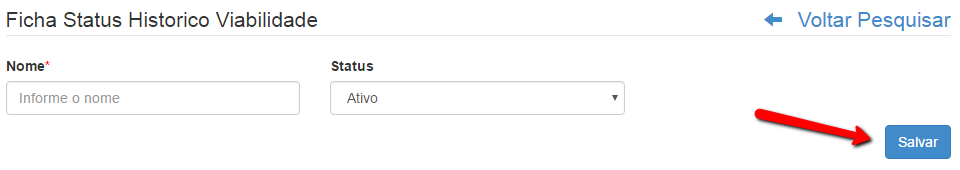 Ficha Status Historico Viabilidade Voltar Pesquisar
Nome* Status
Informe o nome Ativo
Salvar